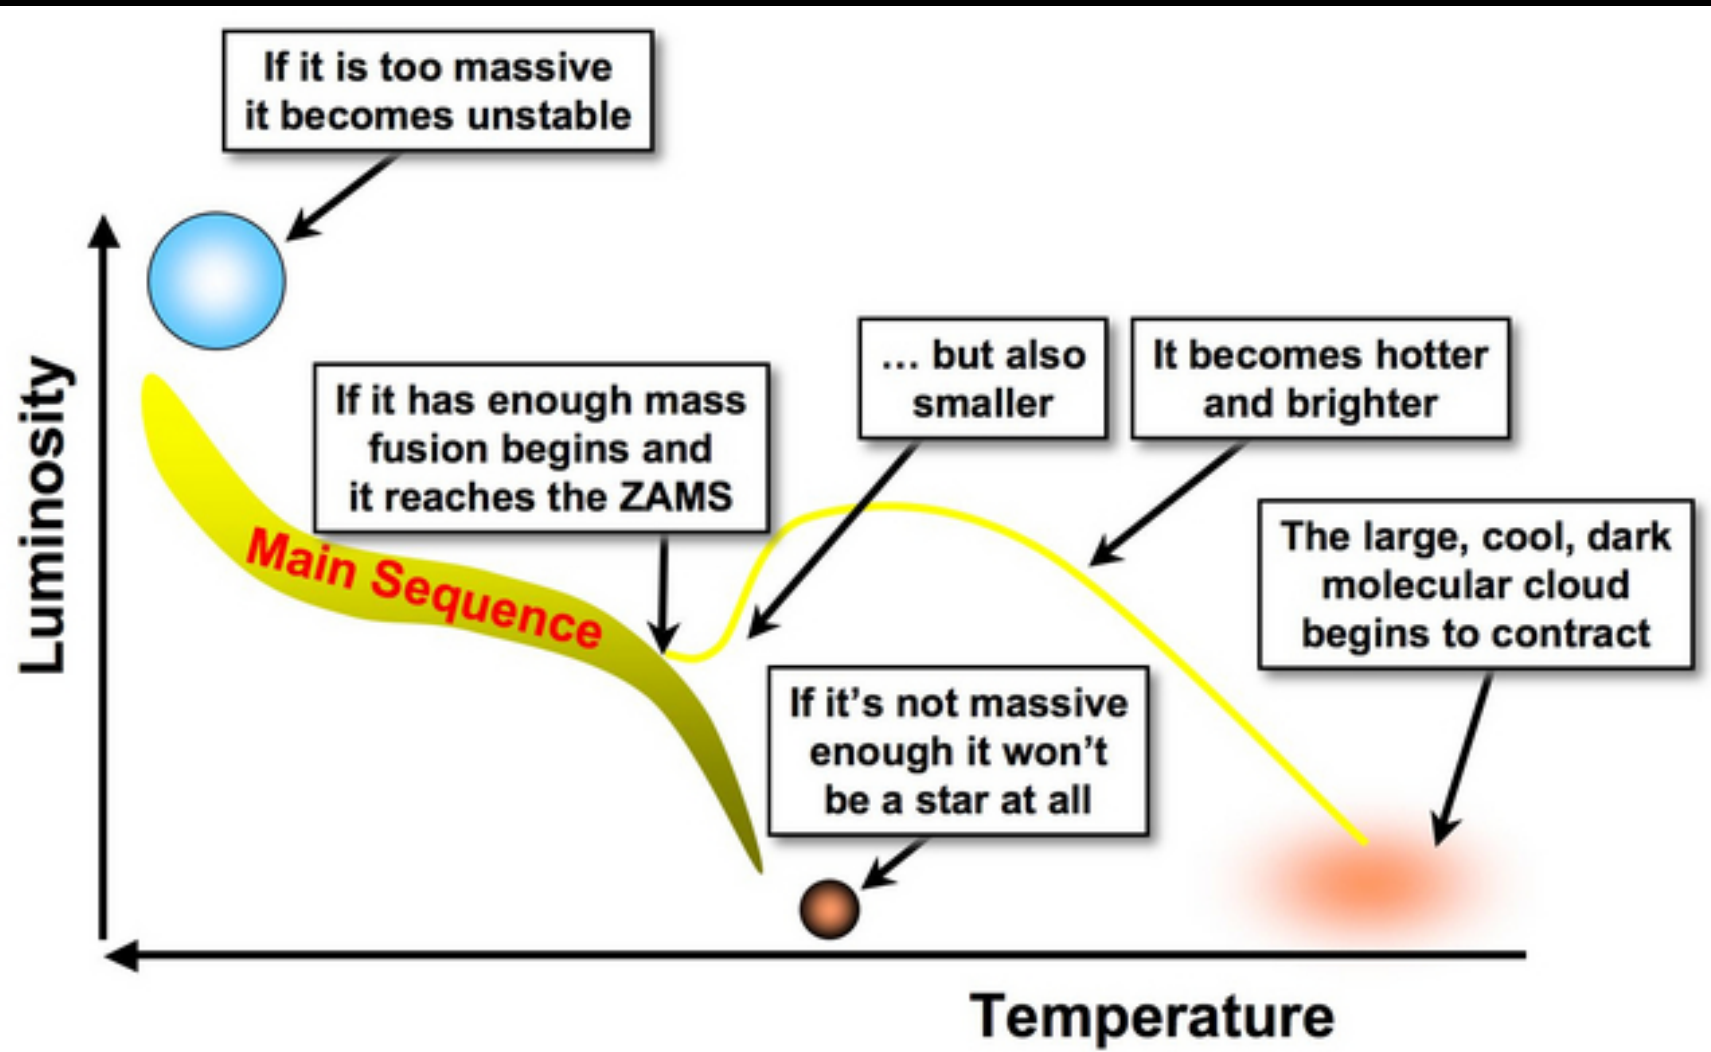 If it is too massive
it becomes unstable
If it has enough mass
fusion begins and
it reaches the ZAMS
… but also
smaller
It becomes hotter
and brighter
The large, cool, dark
molecular cloud
begins to contract
If it’s not massive
enough it won’t
be a star at all
Main Sequence
Luminosity
Temperature